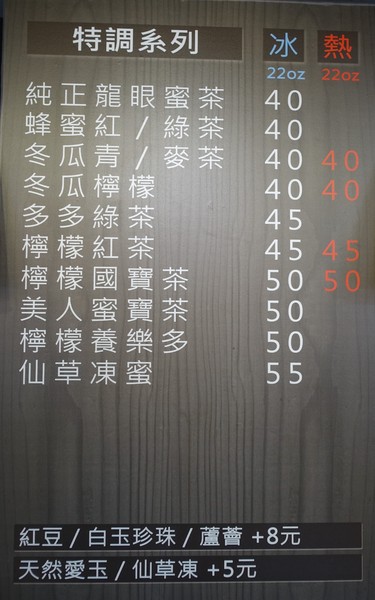 特調系列 冰 熱
22oz 22oz
純正龍眼蜜茶 40
蜂蜜紅/綠茶 40
冬瓜青/麥茶 40 40
冬瓜檸檬 40 40
多多綠茶 45
檸檬紅茶 45 45
檸檬國寶茶 50 50
美人蜜寶茶 50
檸檬養樂多 50
仙草凍蜜 55
紅豆/白玉珍珠/蘆薈 +8元
天然愛玉/仙草凍 +5元